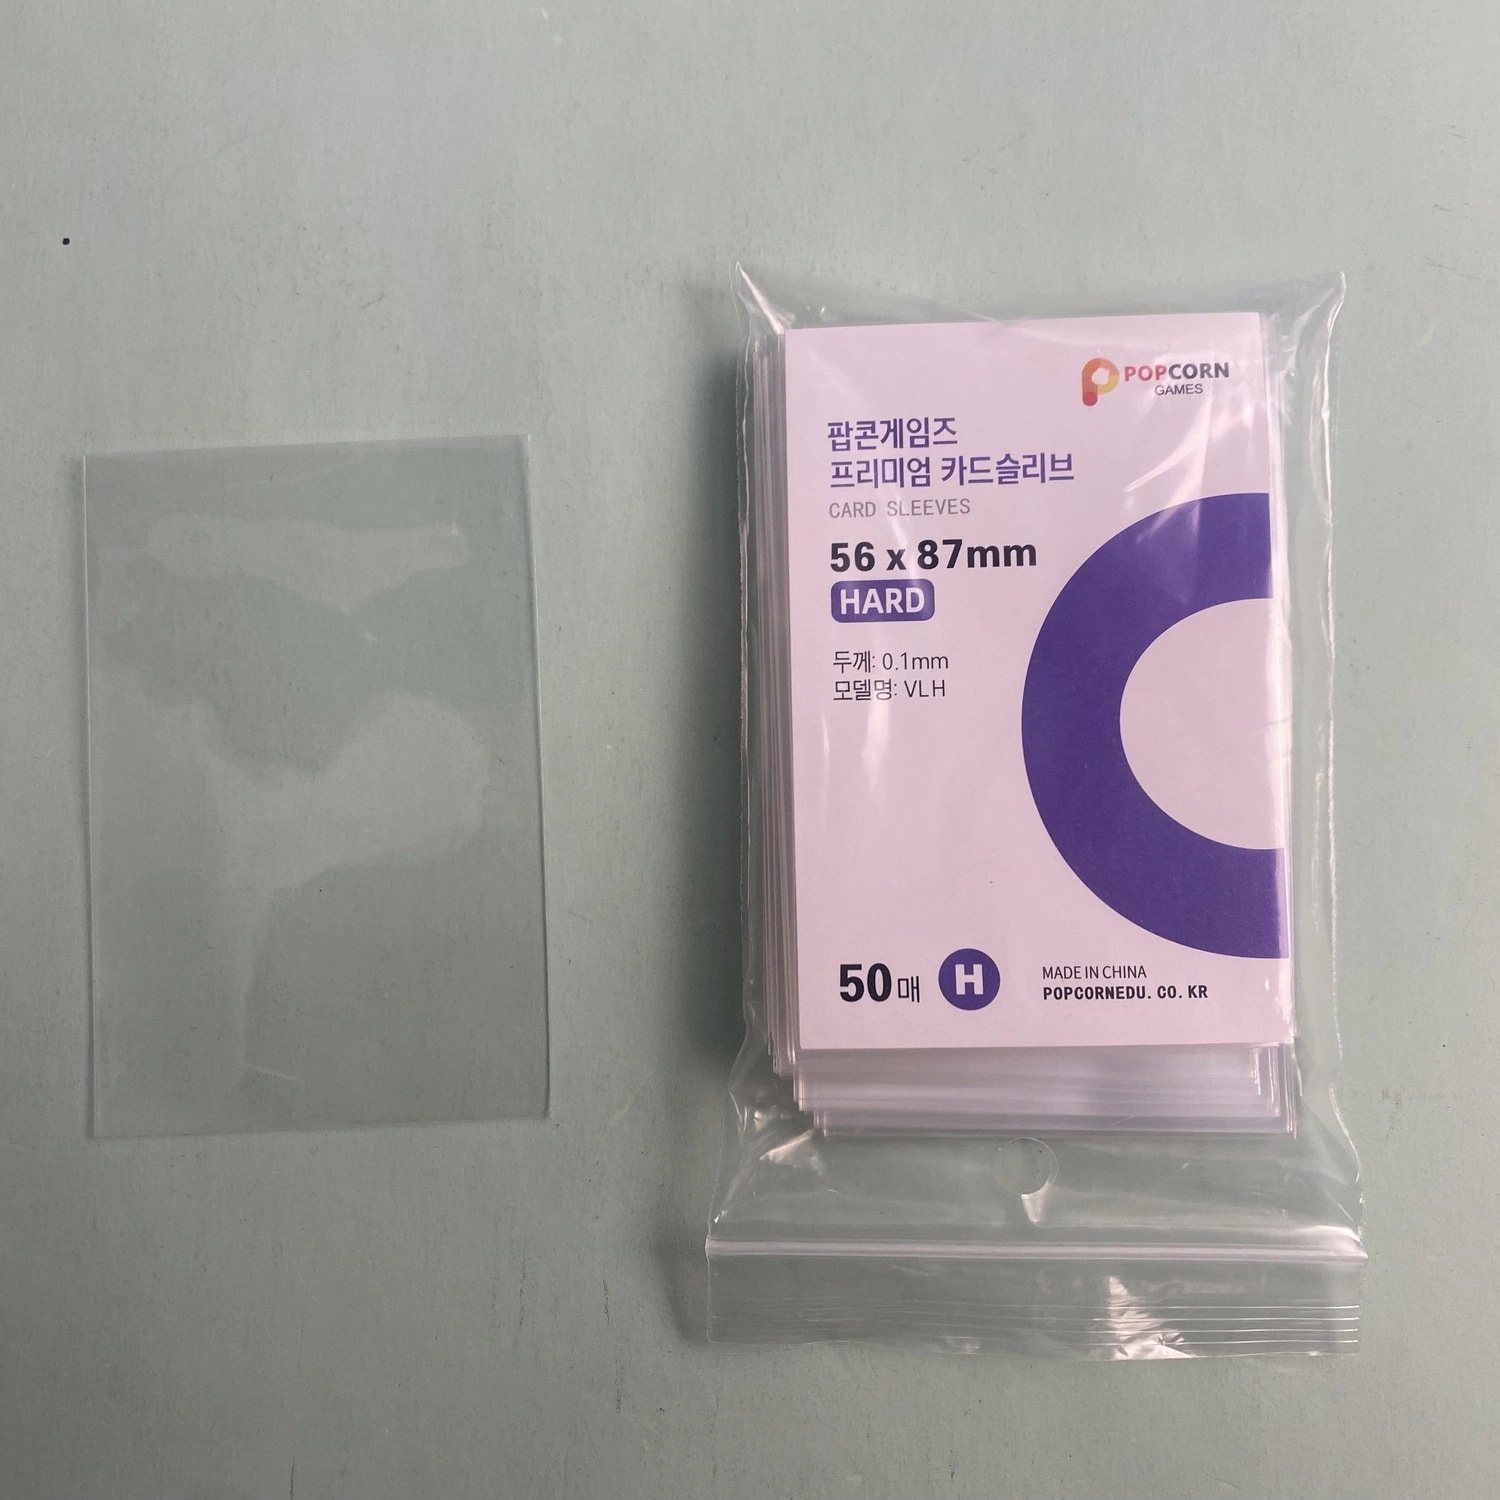 POPCORN
GAMES
팝콘게임즈
프리미엄 카드슬리브
CARD SLEEVES
56 x 87mm
HARD
두께: 0.1mm
모델명: VLH
50매 H
MADE IN CHINA
POPCORNEDU.CO.KR